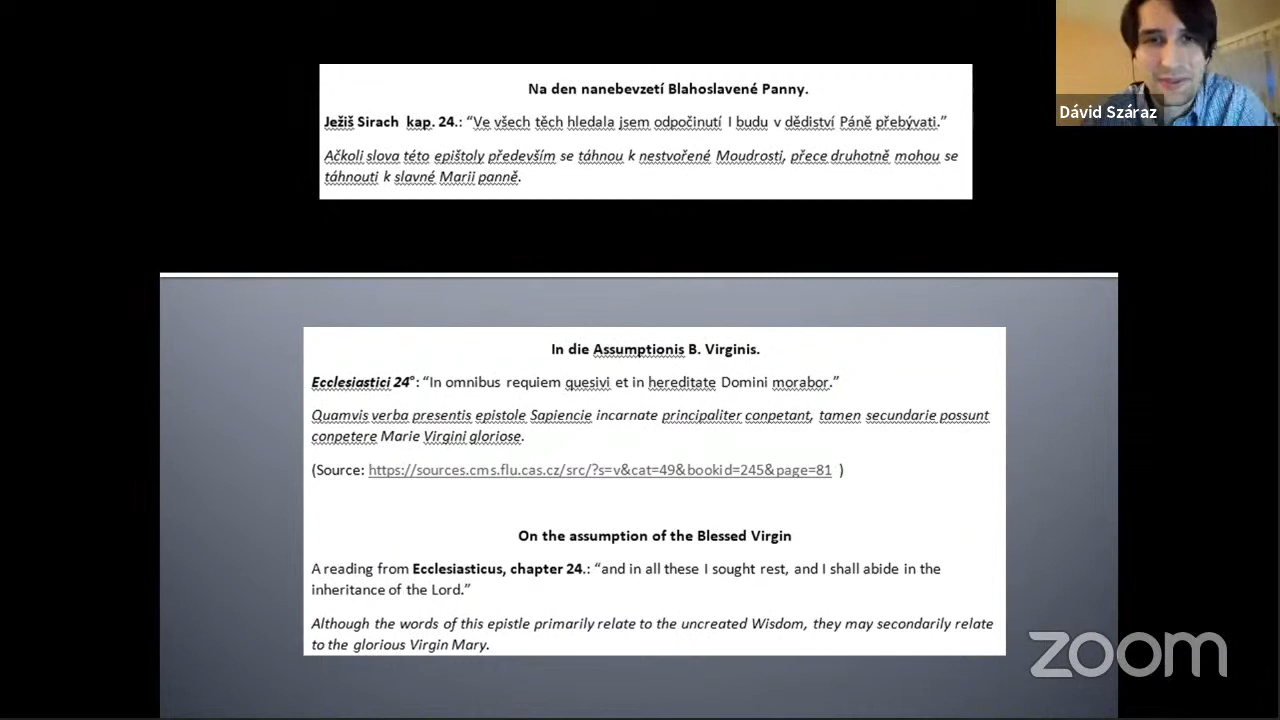 Dávid Száraz
Na den nanebevzetí Blahoslavené Panny.
Ježiš Sirach kap. 24.: “Ve všech těch hledala jsem odpočinutí I budu v dědiství Páně přebývati.”
Ačkoli slova této epištoly především se táhnou k nestvořené Moudrosti, přece druhotně mohou se
táhnouti k slavné Marii panně.
In die Assumptionis B. Virginis.
Ecclesiastici 24°: “In omnibus requiem quesivi et in hereditate Domini morabor.”
Quamvis verba presentis epistole Sapiencie incarnate principaliter conpetant, tamen secundarie possunt
conpetere Marie Virgini gloriose.
(Source: https://sources.cms.flu.cas.cz/src/?s=v&cat=49&bookid=245&page=81 )
On the assumption of the Blessed Virgin
A reading from Ecclesiasticus, chapter 24.: “and in all these I sought rest, and I shall abide in the
inheritance of the Lord.”
Although the words of this epistle primarily relate to the uncreated Wisdom, they may secondarily relate
to the glorious Virgin Mary.
zoom